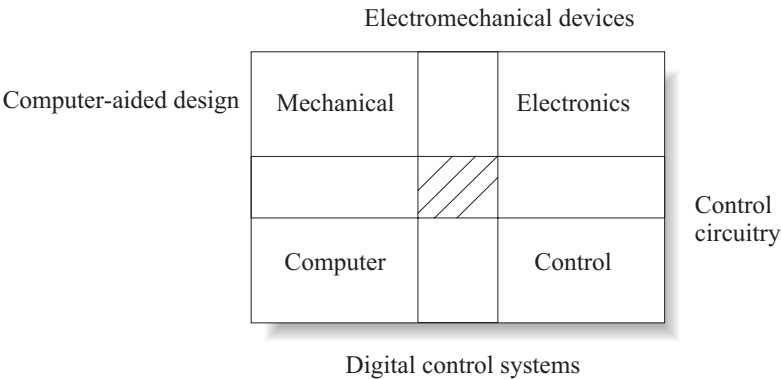 Electromechanical devices
Computer-aided design
Mechanical
Electronics
Control
circuitry
Computer
Control
Digital control systems